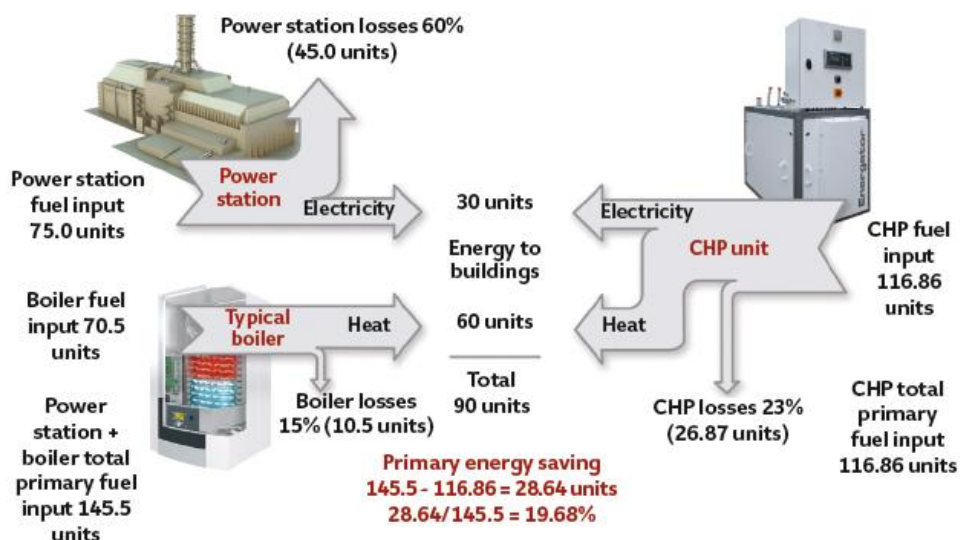 Power station losses 60%
(45.0 units)
Power station
fuel input
75.0 units
Power
station
Electricity
30 units
Energy to
buildings
Electricity
CHP unit
Energator
CHP fuel
input
116.86
units
Boiler fuel
input 70.5
units
Typical
boiler
Heat
60 units
Heat
Total
90 units
Boiler losses
15% (10.5 units)
CHP losses 23%
(26.87 units)
Power
station +
boiler total
primary fuel
input 145.5
units
CHP total
primary
fuel input
116.86 units
Primary energy saving
145.5 - 116.86 = 28.64 units
28.64/145.5 = 19.68%